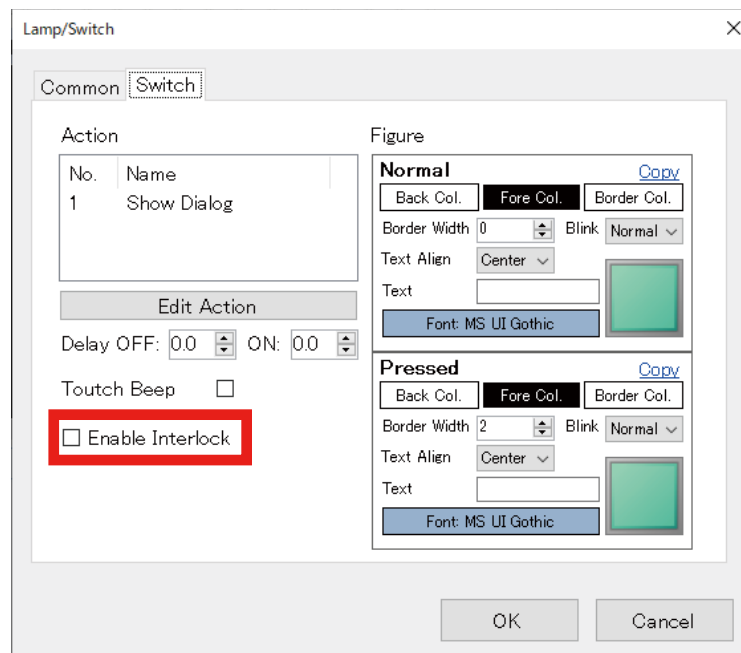 Lamp/Switch
Common Switch
Action
No. Name
1 Show Dialog
Edit Action
Delay OFF: 0.0 ON: 0.0
Toutch Beep
Enable Interlock
Figure
Normal Copy
Back Col. Fore Col. Border Col.
Border Width 0 Blink Normal
Text Align Center
Text
Font: MS UI Gothic
Pressed Copy
Back Col. Fore Col. Border Col.
Border Width 2 Blink Normal
Text Align Center
Text
Font: MS UI Gothic
OK Cancel